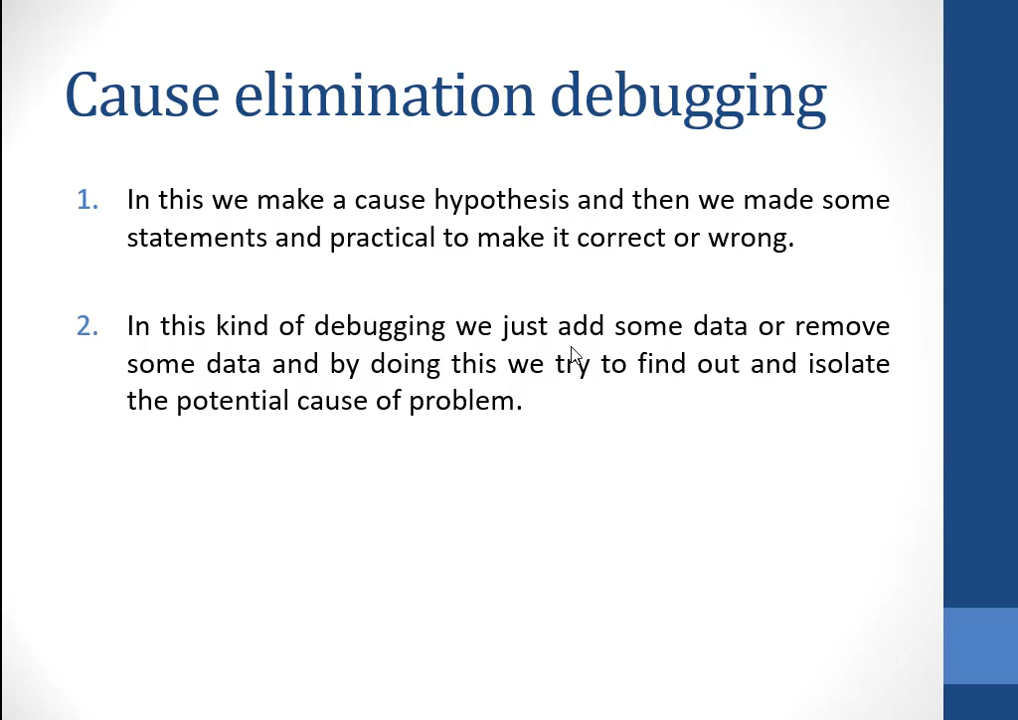 Cause elimination debugging
1. In this we make a cause hypothesis and then we made some
statements and practical to make it correct or wrong.
2. In this kind of debugging we just add some data or remove
some data and by doing this we try to find out and isolate
the potential cause of problem.